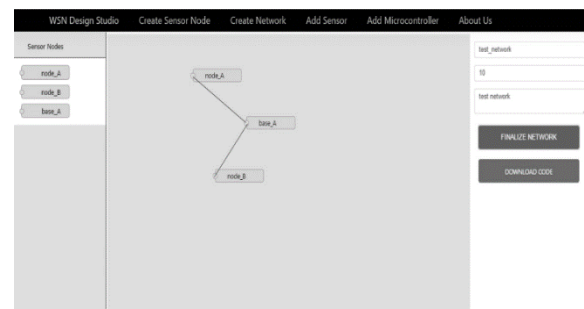 WSN Design Studio Create Sensor Node Create Network Add Sensor Add Microcontroller About Us
Sensor Nodes
node_A
node_B
base_A
node_A
base_A
node_B
test_network
10
test network
FINALIZE NETWORK
DOWNLOAD CODE